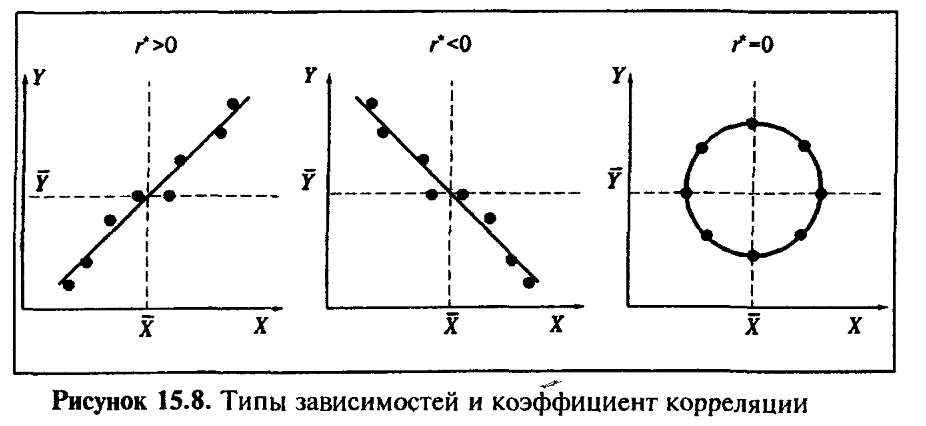 r*>0 r*<0 r*=0
Y Y Y
Ȳ Ȳ Ȳ
X̄ X X̄ X X̄ X
Рисунок 15.8. Типы зависимостей и коэффициент корреляции